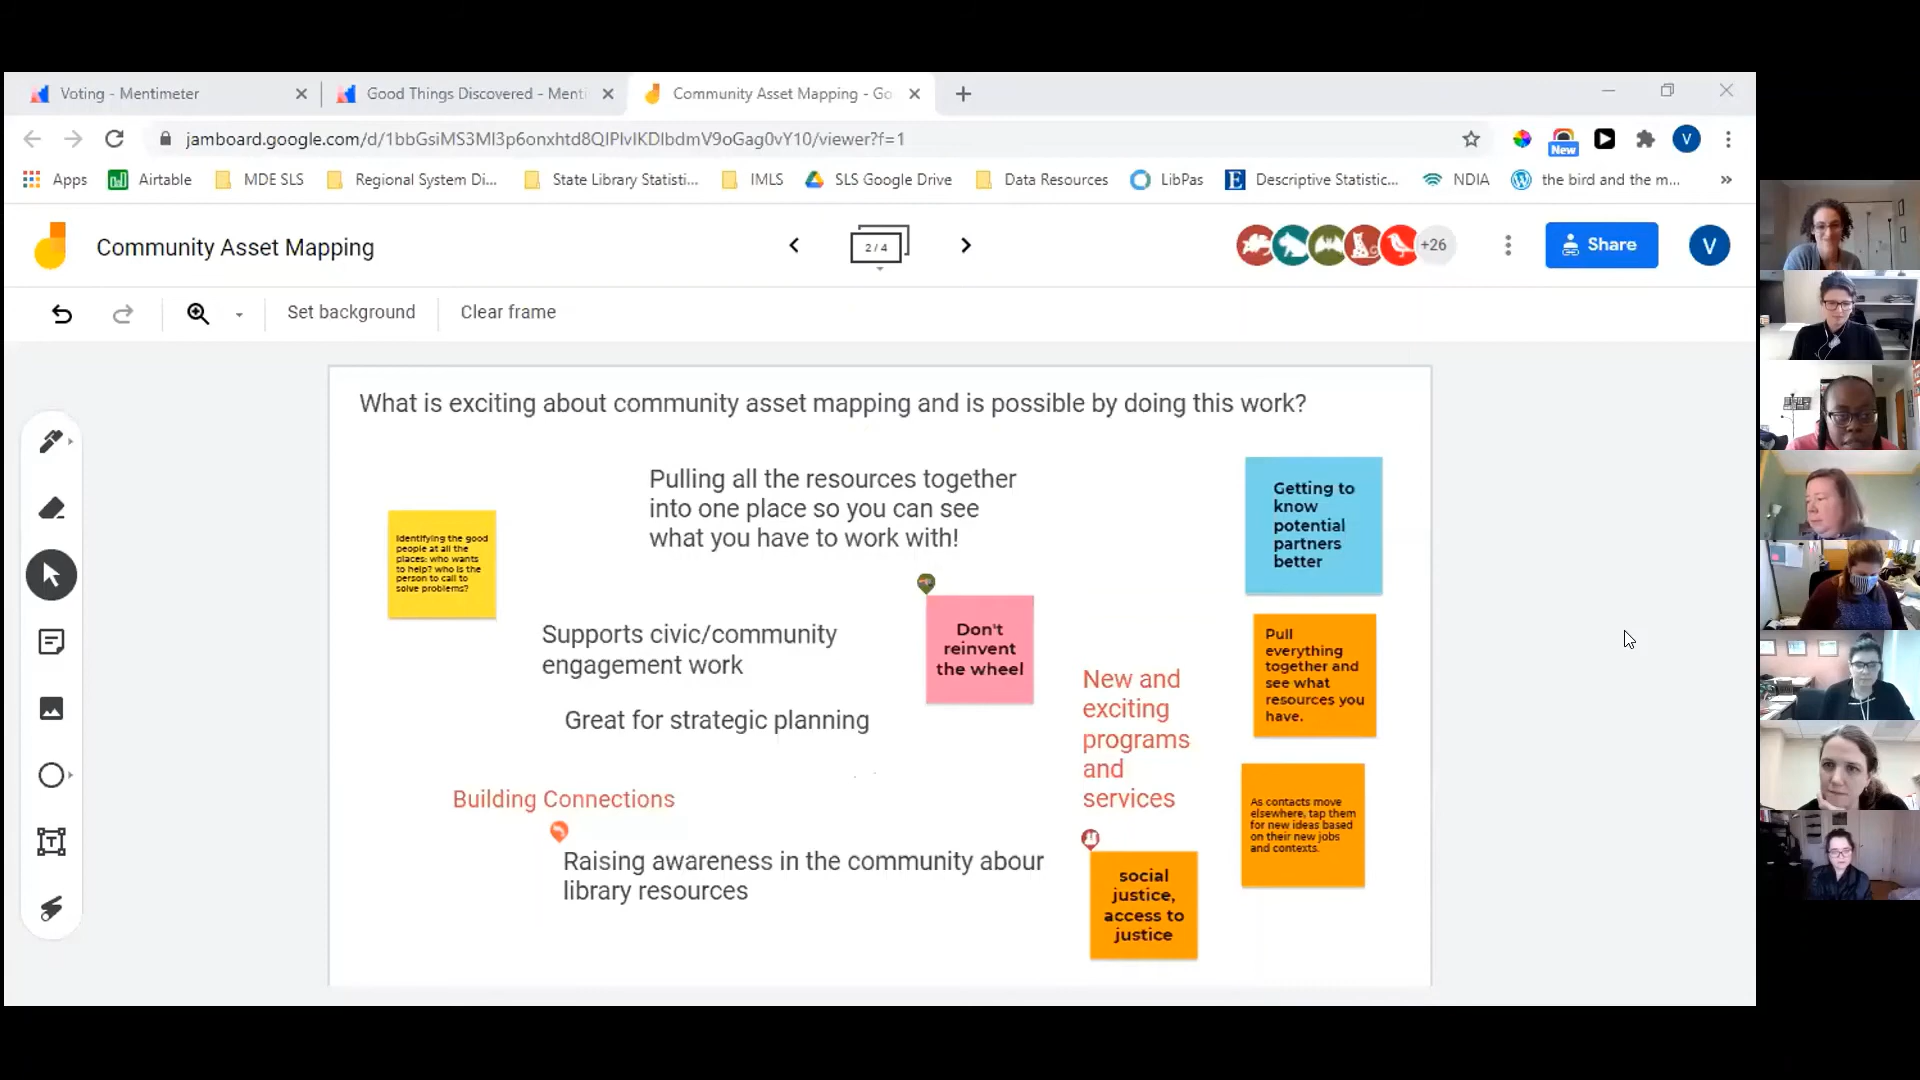 Voting - Mentimeter
Good Things Discovered - Menti
Community Asset Mapping - Go
jamboard.google.com/d/1bbGsiMS3MI3p6onxhtd8QIPlvlKDlbdmV9oGag0vY10/viewer?f=1
New
V
Apps
Airtable
MDE SLS
Regional System Di...
State Library Statisti...
IMLS
SLS Google Drive
Data Resources
LibPas
E
Descriptive Statistic...
NDIA
the bird and the m...
»
Community Asset Mapping
2 / 4
+26
Share
V
Set background
Clear frame
What is exciting about community asset mapping and is possible by doing this work?
Pulling all the resources together
into one place so you can see
what you have to work with!
Getting to
know
potential
partners
better
Identifying the good
people at all the
places: who wants
to help? who is the
person to call to
solve problems?
Supports civic/community
engagement work
Don't
reinvent
the wheel
Pull
everything
together and
see what
resources you
have.
New and
exciting
programs
and
services
Great for strategic planning
Building Connections
As contacts move
elsewhere, tap them
for new ideas based
on their new jobs
and contexts.
Raising awareness in the community abour
library resources
social
justice,
access to
justice